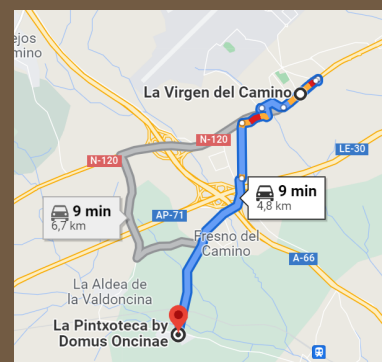 ejos
mino
La Virgen del Camino
N-120
N-120
LE-30
9 min
4,8 km
9 min
6,7 km
AP-71
Fresno del
Camino
A-66
La Aldea de
la Valdoncina
La Pintxoteca by
Domus Oncinae